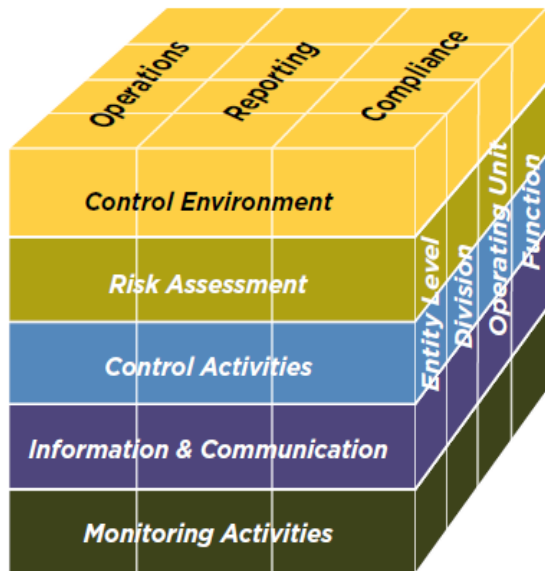 Operations
Reporting
Compliance
Control Environment
Risk Assessment
Control Activities
Information & Communication
Monitoring Activities
Entity Level
Division
Operating Unit
Function